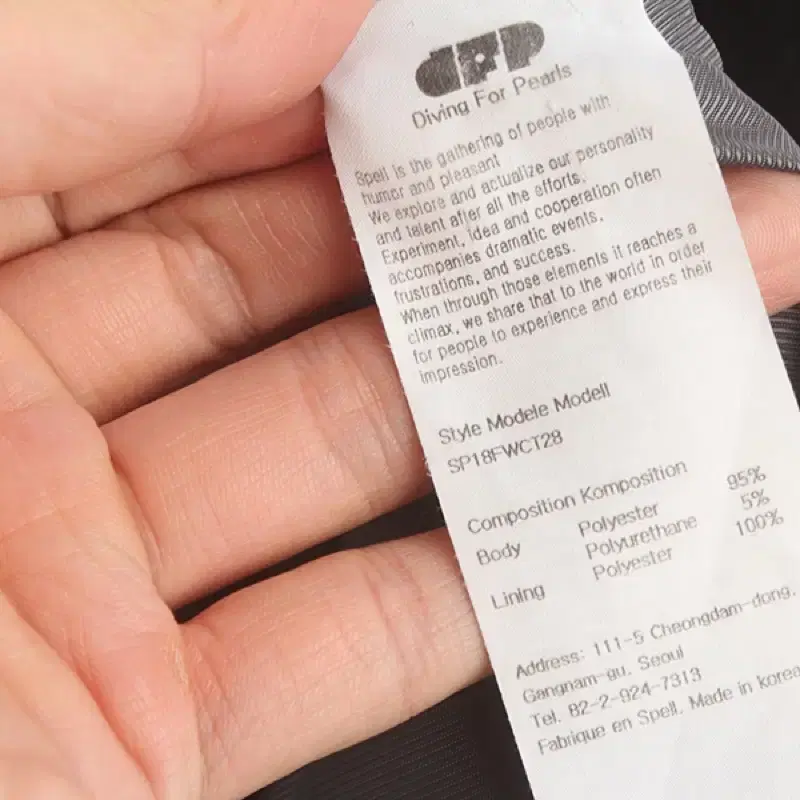 DFP
Diving For Pearls
Spell is the gathering of people with
humor and pleasant
We explore and actualize our personality
and talent after all the efforts.
Experiment, idea and cooperation often
accompanies dramatic events,
frustrations, and success.
When through those elements it reaches a
climax, we share that to the world in order
for people to experience and express their
impression.
Style Modele Modell
SP18FWCT28
Composition Komposition
Body Polyester 95%
Polyurethane 5%
Lining Polyester 100%
Address: 111-5 Cheongdam-dong,
Gangnam-gu, Seoul
Tel. 82-2-924-7313
Fabrique en Spell. Made in korea